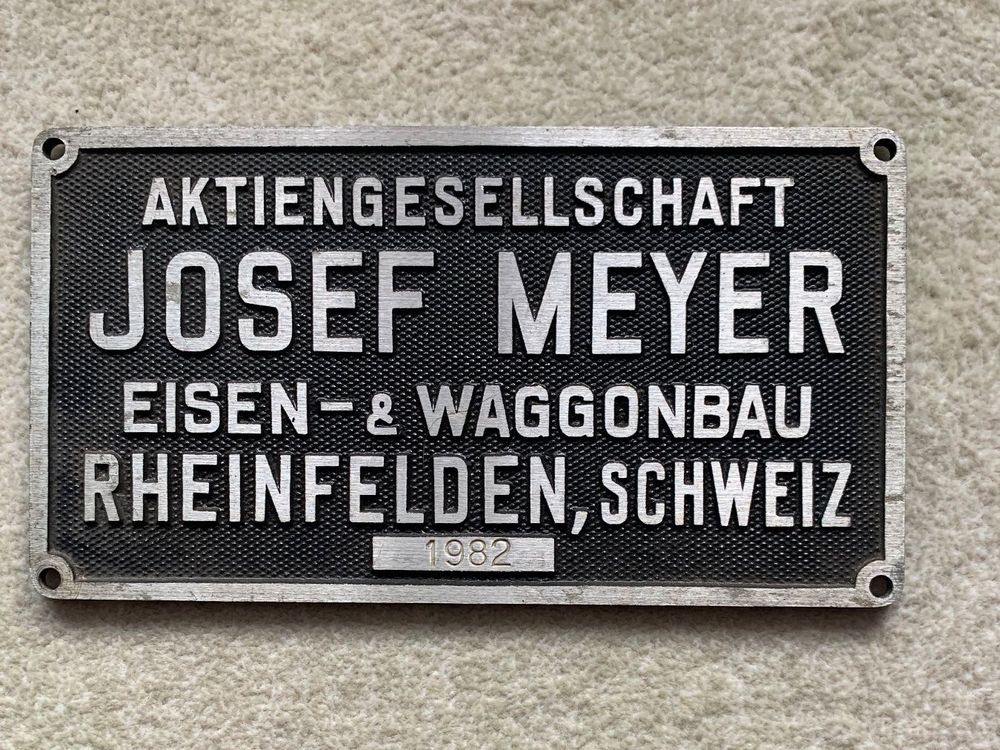 AKTIENGESELLSCHAFT
JOSEF MEYER
EISEN-& WAGGONBAU
RHEINFELDEN, SCHWEIZ
1982